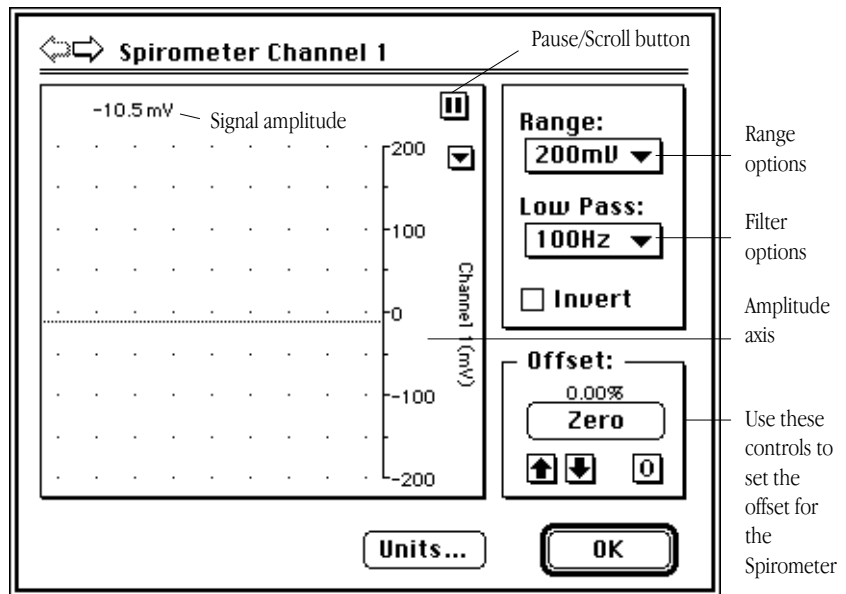 Spirometer Channel 1
Pause/Scroll button
-10.5 mV
Signal amplitude
200
100
0
-100
-200
Channel 1 (mV)
Range:
200mV
Low Pass:
100Hz
Invert
Offset:
0.00%
Zero
0
Units...
OK
Range
options
Filter
options
Amplitude
axis
Use these
controls to
set the
offset for
the
Spirometer